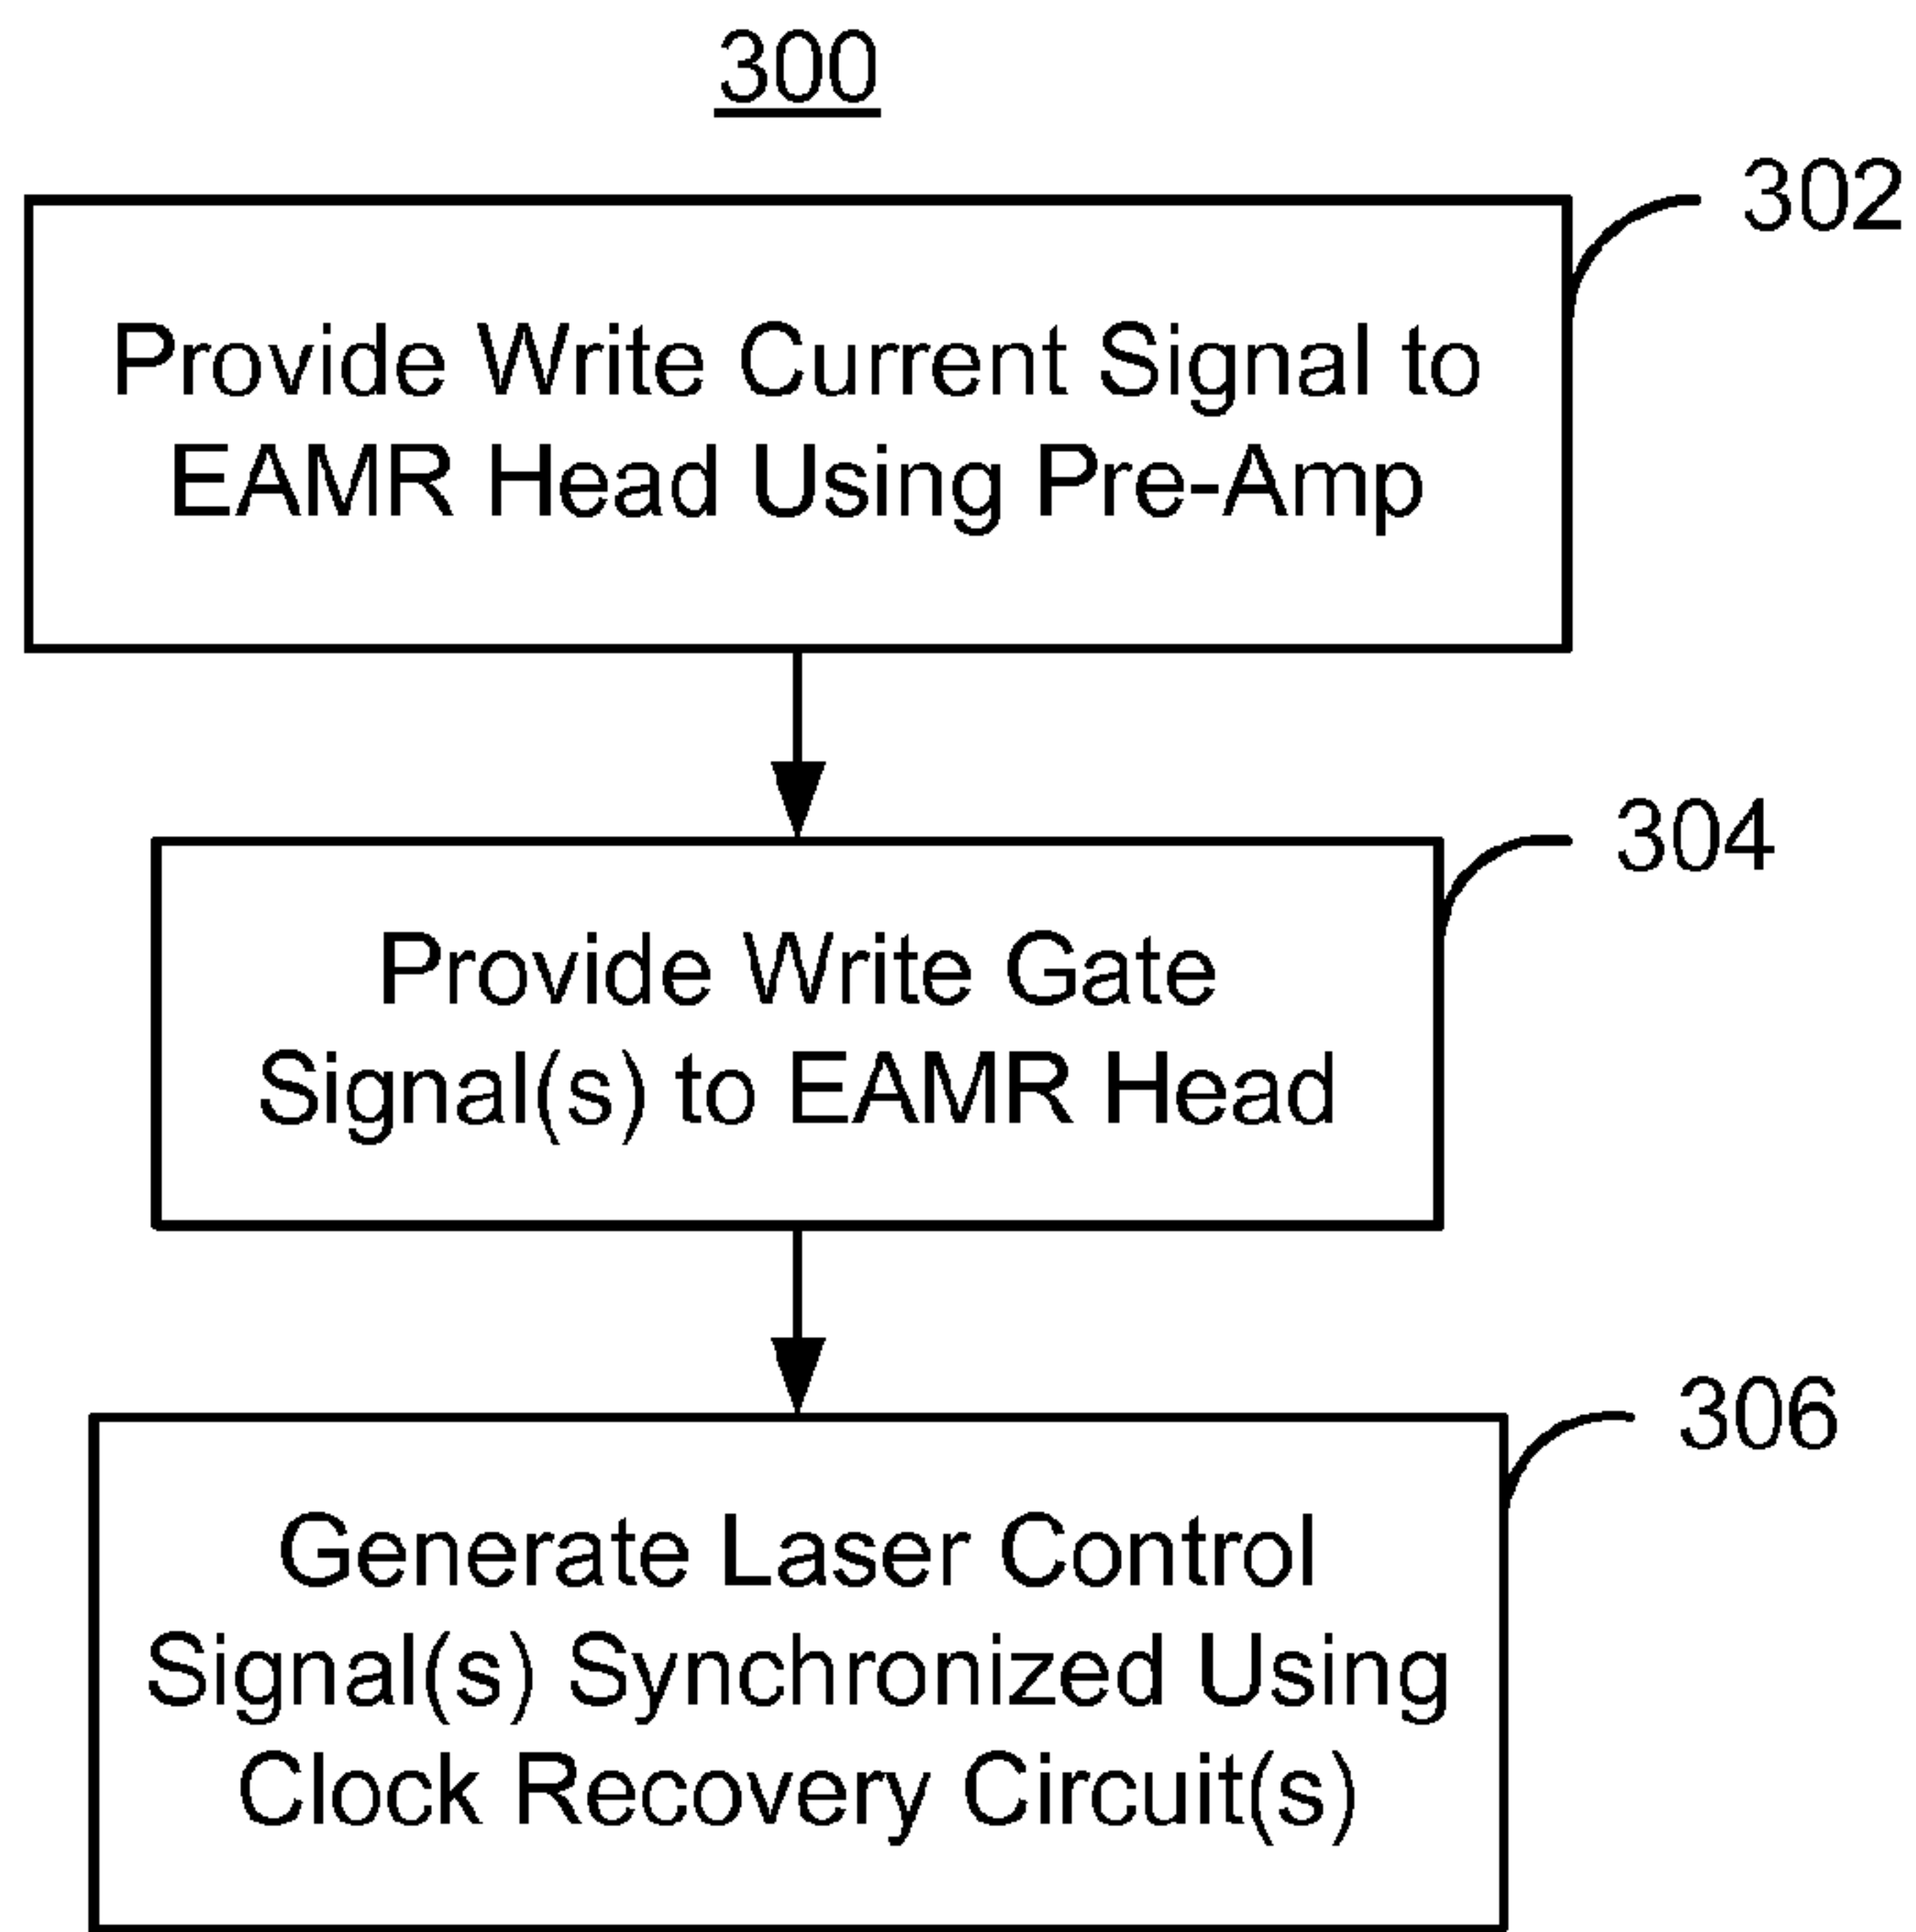 300
302
Provide Write Current Signal to
EAMR Head Using Pre-Amp
304
Provide Write Gate
Signal(s) to EAMR Head
306
Generate Laser Control
Signal(s) Synchronized Using
Clock Recovery Circuit(s)